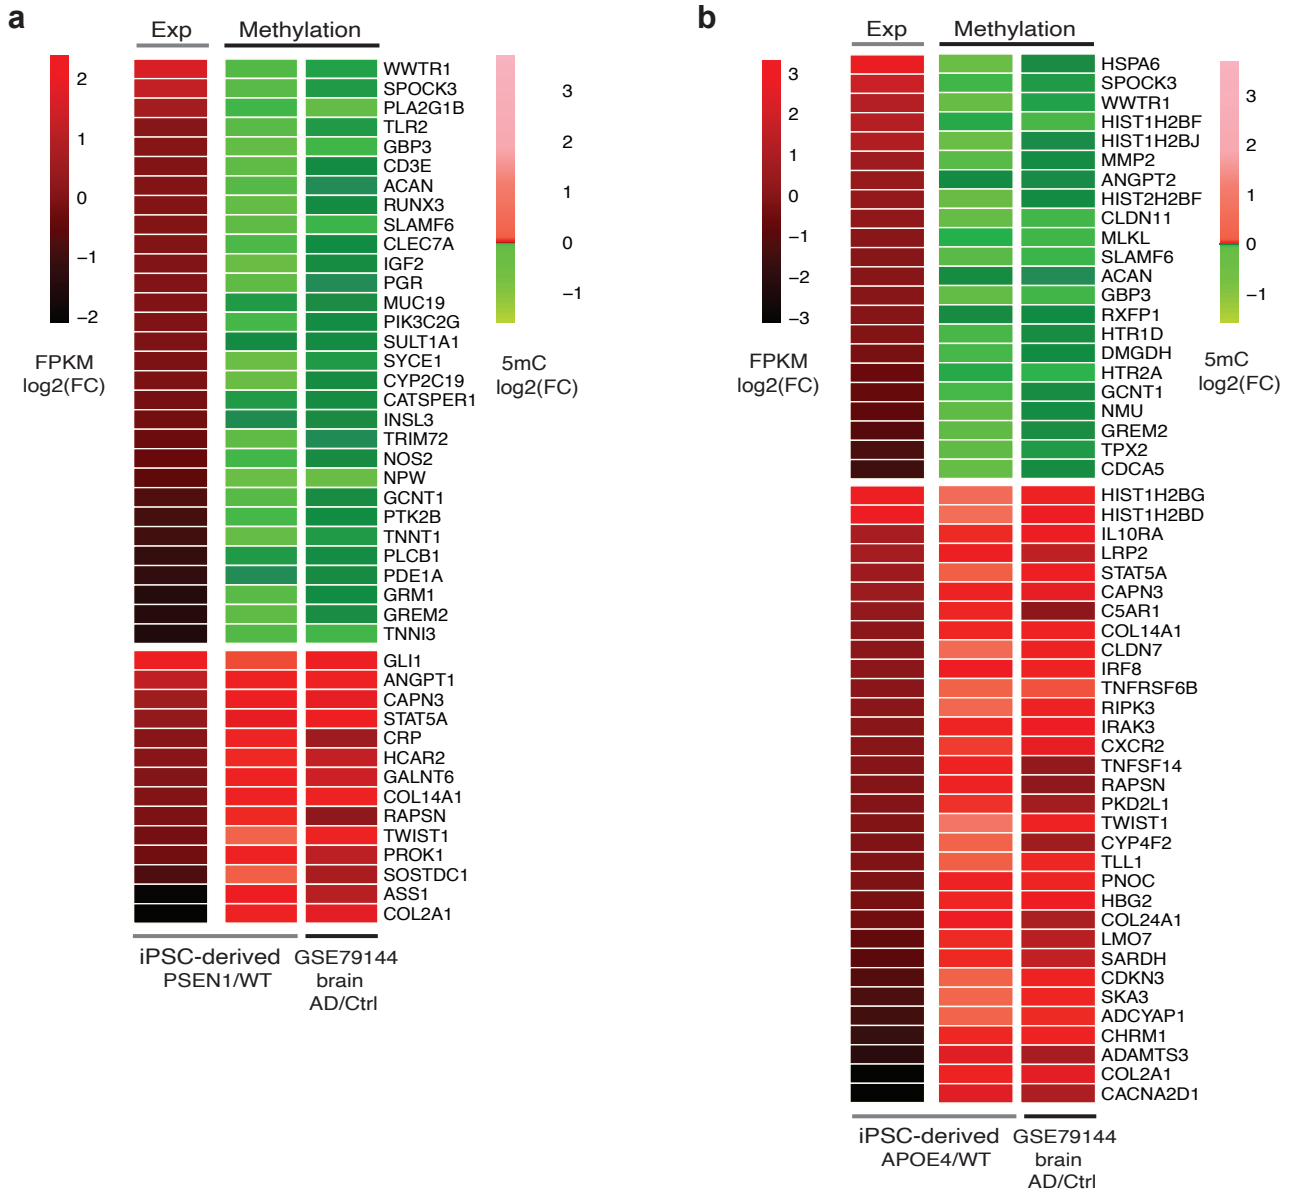 a
Exp
Methylation
2
1
0
−1
−2
FPKM
log2(FC)
WWTR1
SPOCK3
PLA2G1B
TLR2
GBP3
CD3E
ACAN
RUNX3
SLAMF6
CLEC7A
IGF2
PGR
MUC19
PIK3C2G
SULT1A1
SYCE1
CYP2C19
CATSPER1
INSL3
TRIM72
NOS2
NPW
GCNT1
PTK2B
TNNT1
PLCB1
PDE1A
GRM1
GREM2
TNNI3
GLI1
ANGPT1
CAPN3
STAT5A
CRP
HCAR2
GALNT6
COL14A1
RAPSN
TWIST1
PROK1
SOSTDC1
ASS1
COL2A1
3
2
1
0
−1
5mC
log2(FC)
iPSC-derived
PSEN1/WT
GSE79144
brain
AD/Ctrl
b
Exp
Methylation
3
2
1
0
−1
−2
−3
FPKM
log2(FC)
HSPA6
SPOCK3
WWTR1
HIST1H2BF
HIST1H2BJ
MMP2
ANGPT2
HIST2H2BF
CLDN11
MLKL
SLAMF6
ACAN
GBP3
RXFP1
HTR1D
DMGDH
HTR2A
GCNT1
NMU
GREM2
TPX2
CDCA5
HIST1H2BG
HIST1H2BD
IL10RA
LRP2
STAT5A
CAPN3
C5AR1
COL14A1
CLDN7
IRF8
TNFRSF6B
RIPK3
IRAK3
CXCR2
TNFSF14
RAPSN
PKD2L1
TWIST1
CYP4F2
TLL1
PNOC
HBG2
COL24A1
LMO7
SARDH
CDKN3
SKA3
ADCYAP1
CHRM1
ADAMTS3
COL2A1
CACNA2D1
3
2
1
0
−1
5mC
log2(FC)
iPSC-derived
APOE4/WT
GSE79144
brain
AD/Ctrl